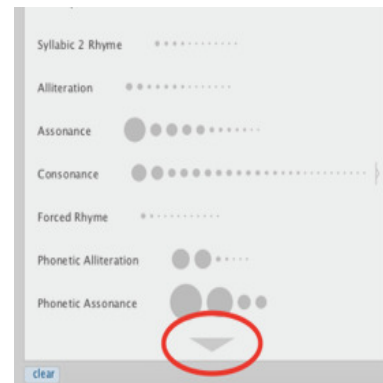 Syllabic 2 Rhyme
Alliteration
Assonance
Consonance
Forced Rhyme
Phonetic Alliteration
Phonetic Assonance
clear